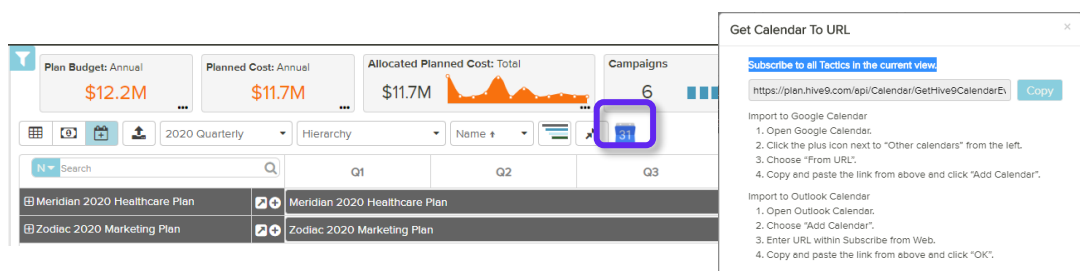 Plan Budget: Annual
$12.2M
...
Planned Cost: Annual
$11.7M
...
Allocated Planned Cost: Total
$11.7M
...
Campaigns
6
2020 Quarterly
Hierarchy
Name
31
N
Search
Q1
Q2
Q3
Meridian 2020 Healthcare Plan
Meridian 2020 Healthcare Plan
Zodiac 2020 Marketing Plan
Zodiac 2020 Marketing Plan
Get Calendar To URL
×
Subscribe to all Tactics in the current view.
https://plan.hive9.com/api/Calendar/GetHive9CalendarEv
Copy
Import to Google Calendar
1. Open Google Calendar.
2. Click the plus icon next to "Other calendars" from the left.
3. Choose "From URL".
4. Copy and paste the link from above and click "Add Calendar".
Import to Outlook Calendar
1. Open Outlook Calendar.
2. Choose "Add Calendar".
3. Enter URL within Subscribe from Web.
4. Copy and paste the link from above and click "OK".